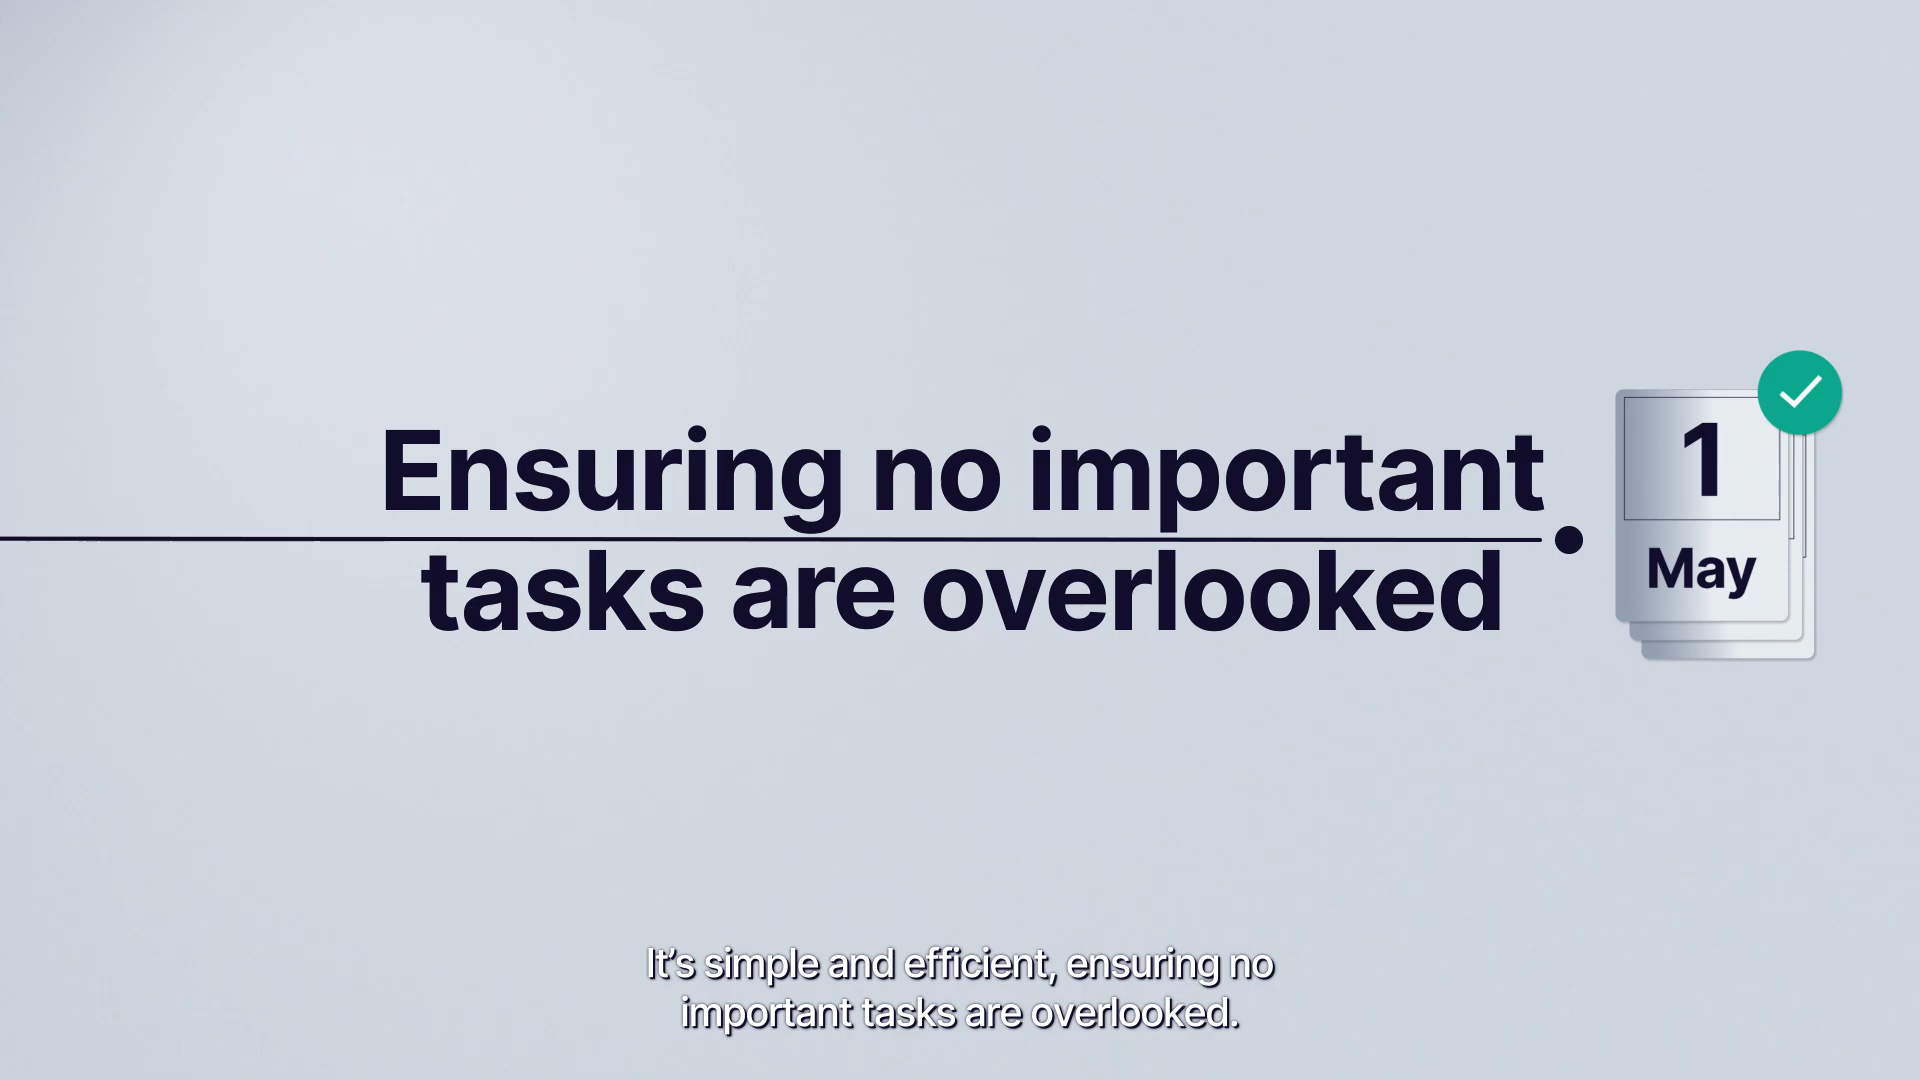 Ensuring no important
tasks are overlooked
1
May
It's simple and efficient, ensuring no
important tasks are overlooked.